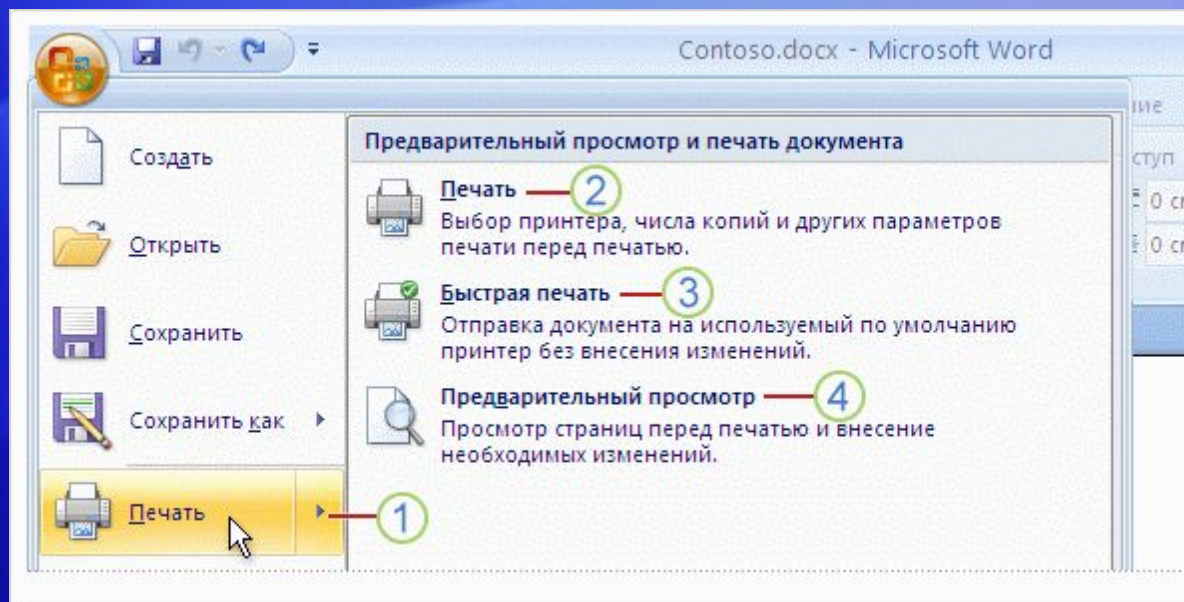 Contoso.docx - Microsoft Word
Создать
Открыть
Сохранить
Сохранить как
Печать
1
Предварительный просмотр и печать документа
Печать 2
Выбор принтера, числа копий и других параметров
печати перед печатью.
Быстрая печать 3
Отправка документа на используемый по умолчанию
принтер без внесения изменений.
Предварительный просмотр 4
Просмотр страниц перед печатью и внесение
необходимых изменений.